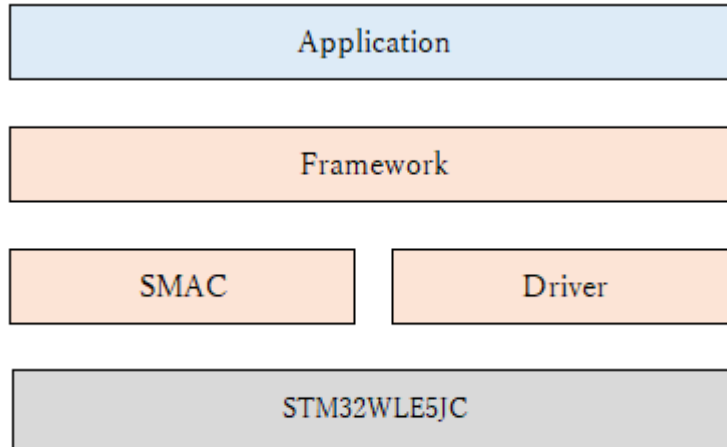 Application
Framework
SMAC
Driver
STM32WLE5JC